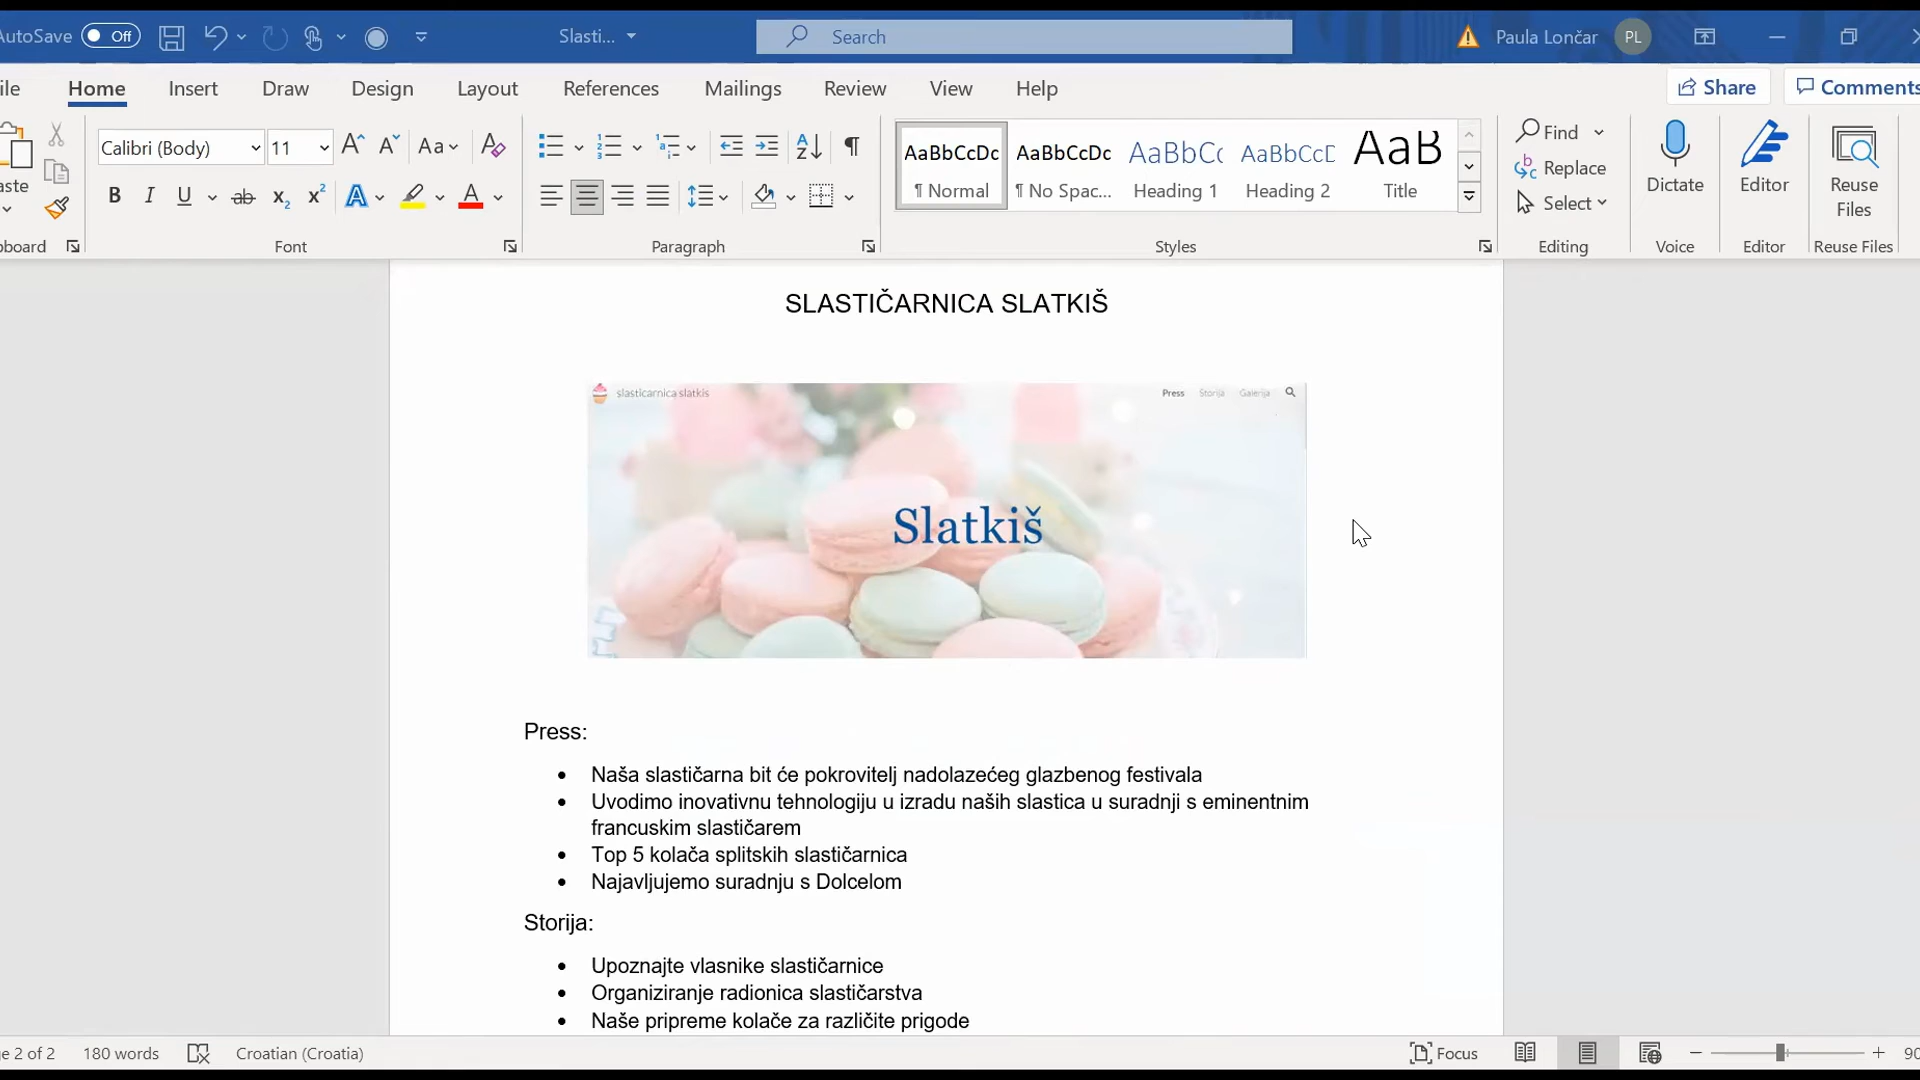 AutoSave Off Slasti... Search Paula Lončar PL
ile Home Insert Draw Design Layout References Mailings Review View Help Share Comments
aste Calibri (Body) 11 Aa AaBbCcDc AaBbCcDc AaBbCc AaBbCcD AaB Find
¶ Normal ¶ No Spac... Heading 1 Heading 2 Title Replace
Select
Dictate Editor Reuse Files
board Font Paragraph Styles Editing Voice Editor Reuse Files
SLASTIČARNICA SLATKIŠ
slasticarnica slatkis Press Storija Galerija
Slatkiš
Press:
• Naša slastičarna bit će pokrovitelj nadolazećeg glazbenog festivala
• Uvodimo inovativnu tehnologiju u izradu naših slastica u suradnji s eminentnim
francuskim slastičarem
• Top 5 kolača splitskih slastičarnica
• Najavljujemo suradnju s Dolcelom
Storija:
• Upoznajte vlasnike slastičarnice
• Organiziranje radionica slastičarstva
• Naše pripreme kolače za različite prigode
e 2 of 2 180 words Croatian (Croatia) Focus 90